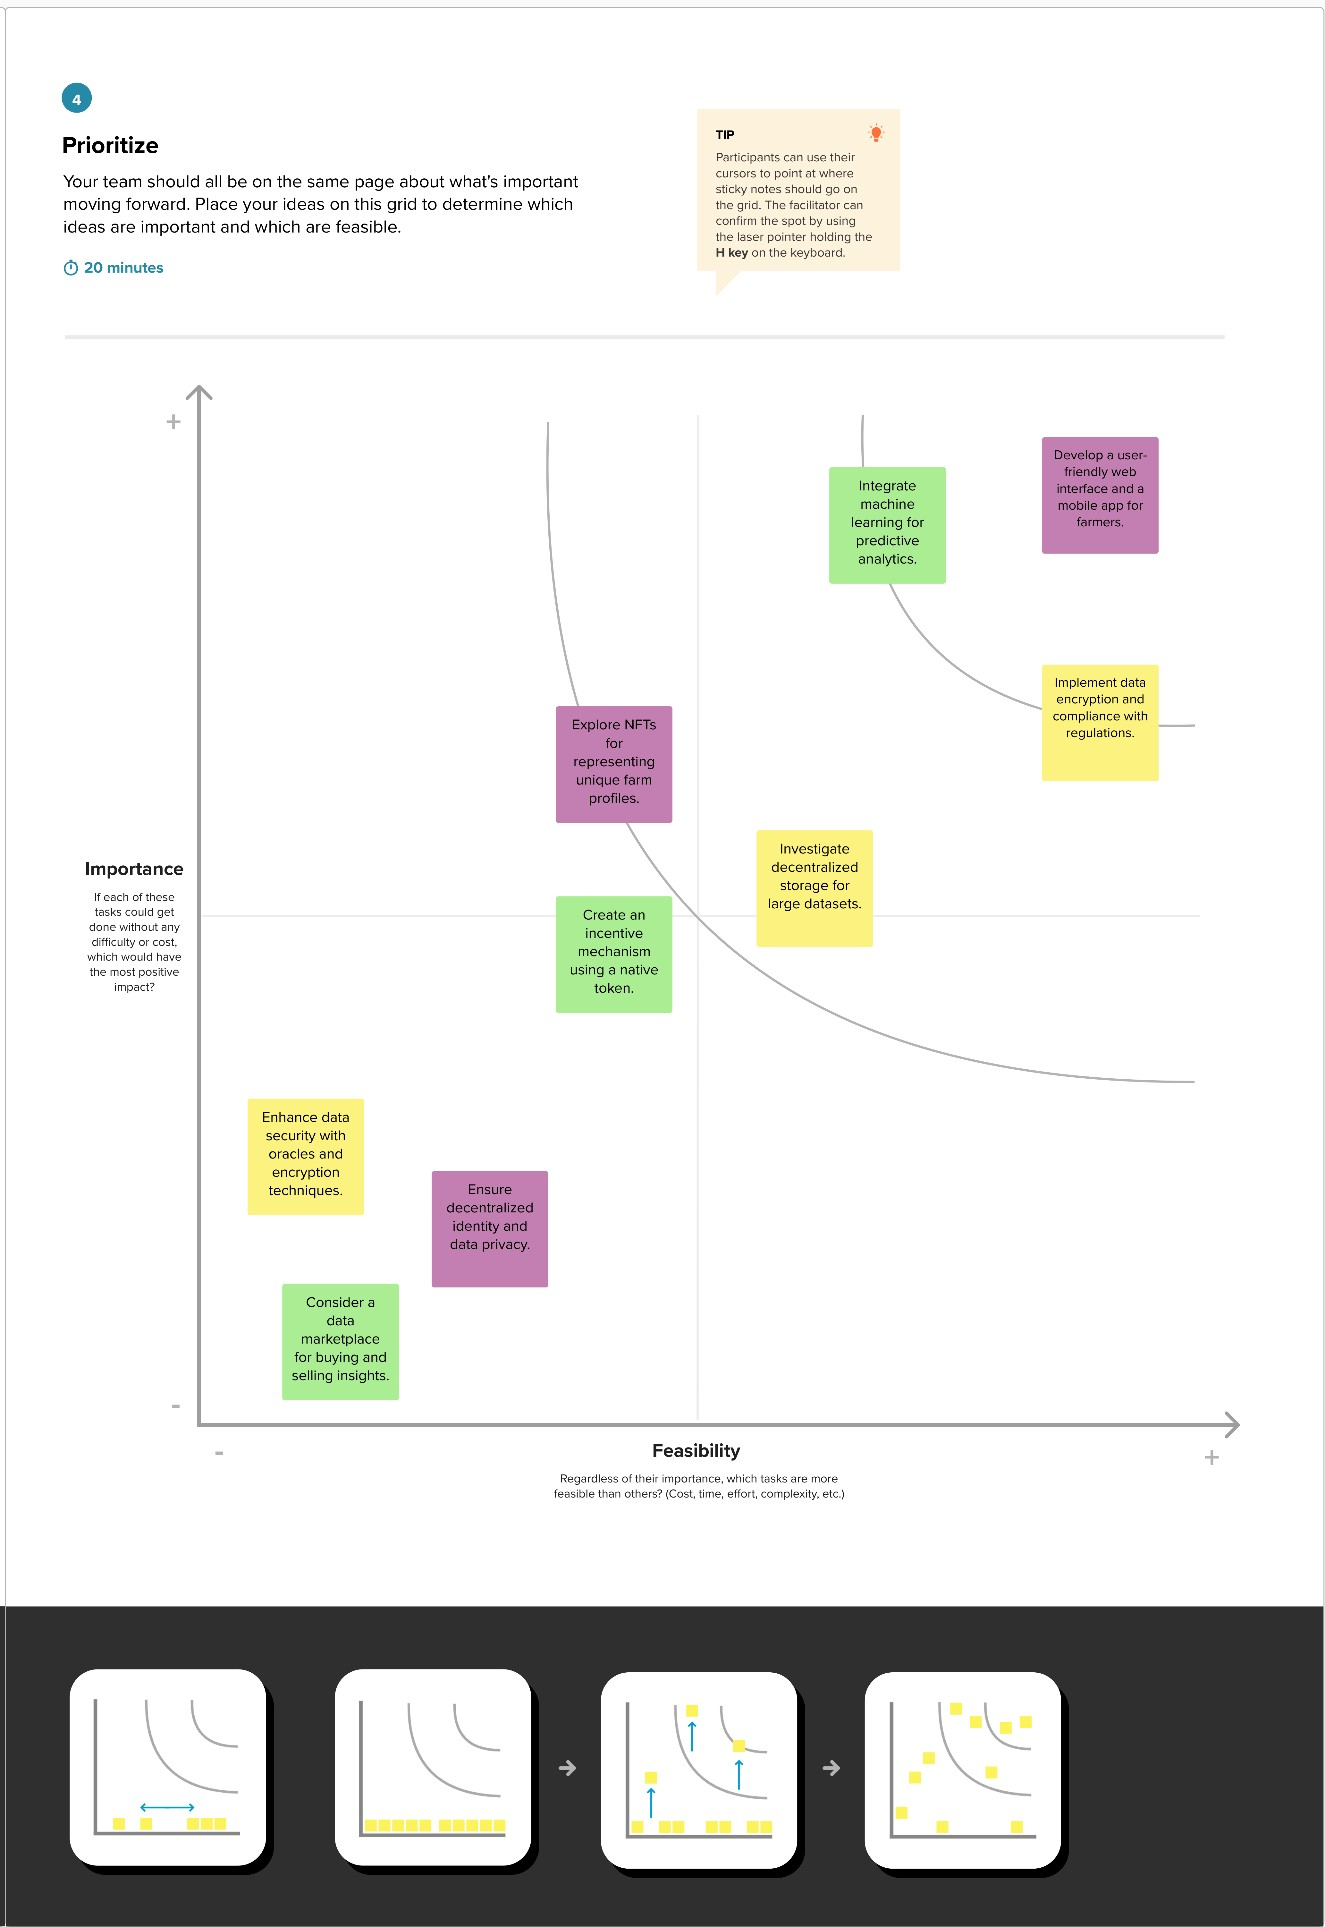 4
Prioritize
Your team should all be on the same page about what's important
moving forward. Place your ideas on this grid to determine which
ideas are important and which are feasible.
20 minutes
TIP
Participants can use their
cursors to point at where
sticky notes should go on
the grid. The facilitator can
confirm the spot by using
the laser pointer holding the
H key on the keyboard.
+
Develop a user-
friendly web
interface and a
mobile app for
farmers.
Integrate
machine
learning for
predictive
analytics.
Implement data
encryption and
compliance with
regulations.
Explore NFTs
for
representing
unique farm
profiles.
Investigate
decentralized
storage for
large datasets.
Importance
If each of these
tasks could get
done without any
difficulty or cost,
which would have
the most positive
impact?
Create an
incentive
mechanism
using a native
token.
Enhance data
security with
oracles and
encryption
techniques.
Ensure
decentralized
identity and
data privacy.
Consider a
data
marketplace
for buying and
selling insights.
-
-
Feasibility
+
Regardless of their importance, which tasks are more
feasible than others? (Cost, time, effort, complexity, etc.)